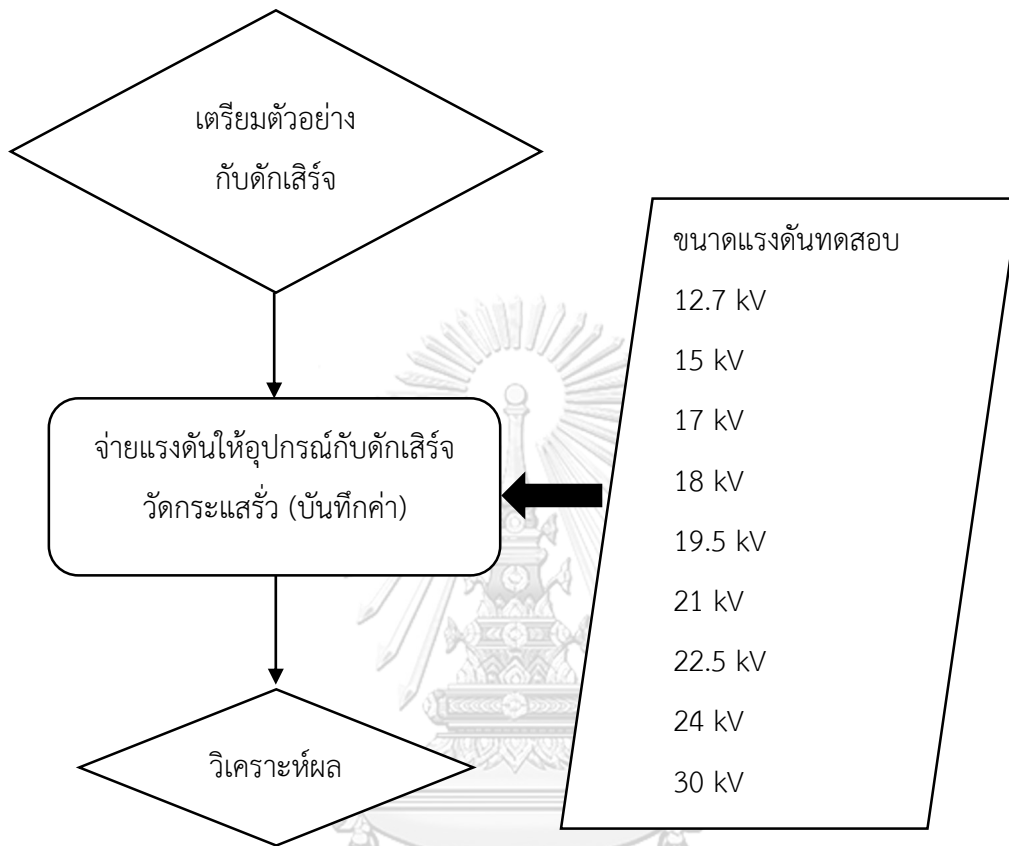 เตรียมตัวอย่าง
กับดักเสิร์จ
จ่ายแรงดันให้อุปกรณ์กับดักเสิร์จ
วัดกระแสรั่ว (บันทึกค่า)
วิเคราะห์ผล
ขนาดแรงดันทดสอบ
12.7 kV
15 kV
17 kV
18 kV
19.5 kV
21 kV
22.5 kV
24 kV
30 kV